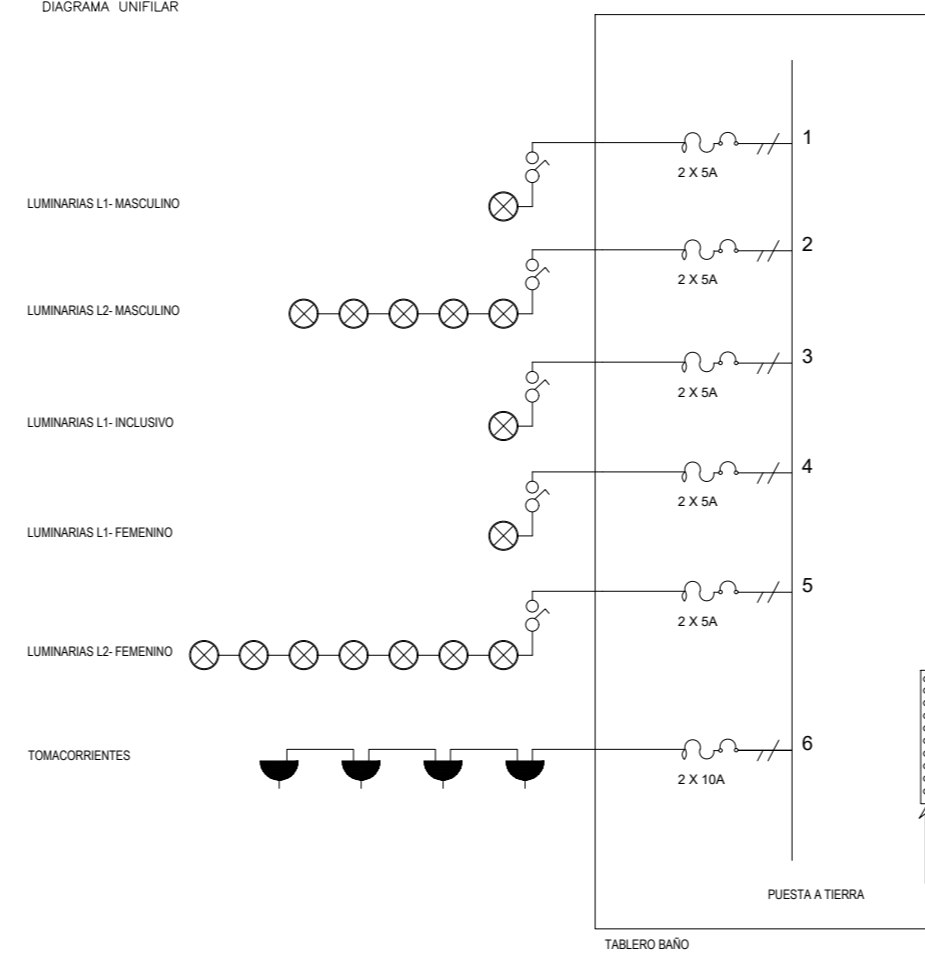 DIAGRAMA UNIFILAR
1
2 X 5A
LUMINARIAS L1- MASCULINO
2
2 X 5A
LUMINARIAS L2- MASCULINO
3
2 X 5A
LUMINARIAS L1- INCLUSIVO
4
2 X 5A
LUMINARIAS L1- FEMENINO
5
2 X 5A
LUMINARIAS L2- FEMENINO
6
TOMACORRIENTES
2 X 10A
PUESTA A TIERRA
TABLERO BAÑO